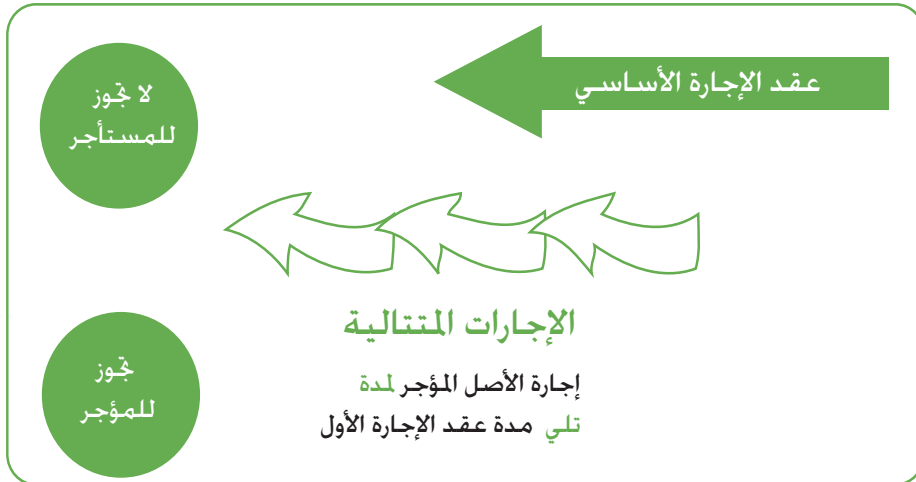 عقد الإجارة الأساسي
لا تجوز
للمستأجر
الإجارات المتتالية
إجارة الأصل المؤجر لمدة
تلي مدة عقد الإجارة الأول
تجوز
للمؤجر